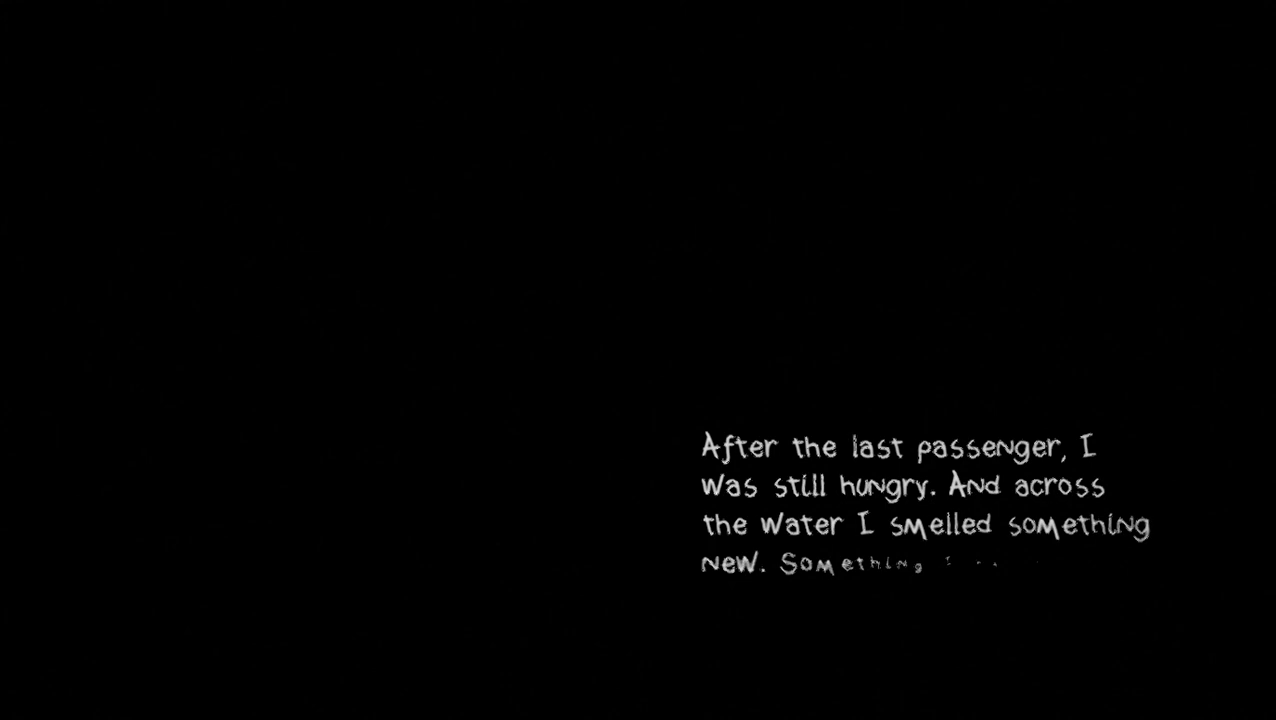 After the last passenger, I
was still hungry. And across
the water I smelled something
new. Something I